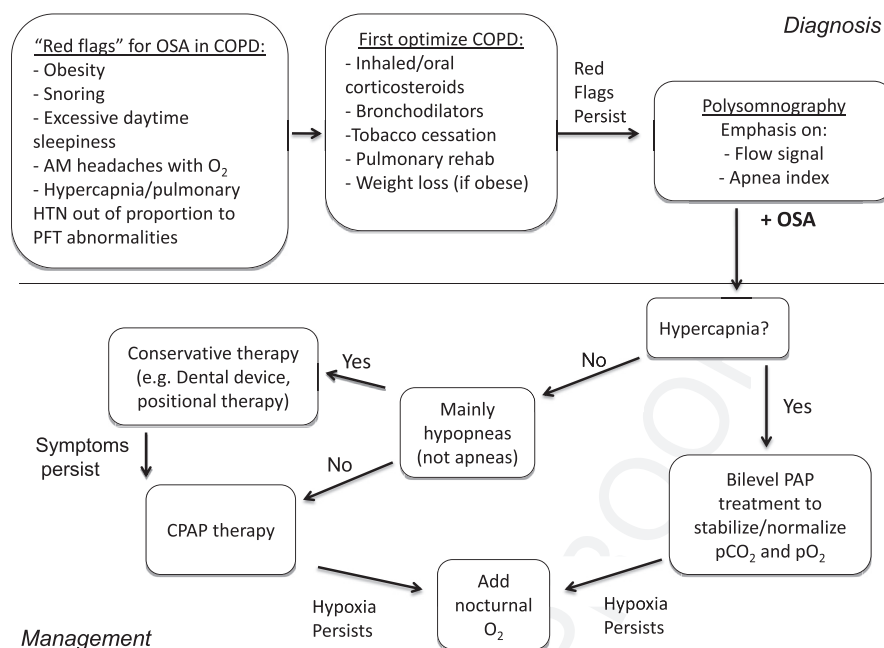 Diagnosis
“Red flags” for OSA in COPD:
- Obesity
- Snoring
- Excessive daytime
sleepiness
- AM headaches with O₂
- Hypercapnia/pulmonary
HTN out of proportion to
PFT abnormalities
First optimize COPD:
- Inhaled/oral
corticosteroids
- Bronchodilators
-Tobacco cessation
- Pulmonary rehab
- Weight loss (if obese)
Red
Flags
Persist
Polysomnography
Emphasis on:
- Flow signal
- Apnea index
+ OSA
Hypercapnia?
No
Yes
Mainly
hypopneas
(not apneas)
Yes
No
Conservative therapy
(e.g. Dental device,
positional therapy)
Symptoms
persist
CPAP therapy
Bilevel PAP
treatment to
stabilize/normalize
pCO₂ and pO₂
Hypoxia
Persists
Add
nocturnal
O₂
Hypoxia
Persists
Management